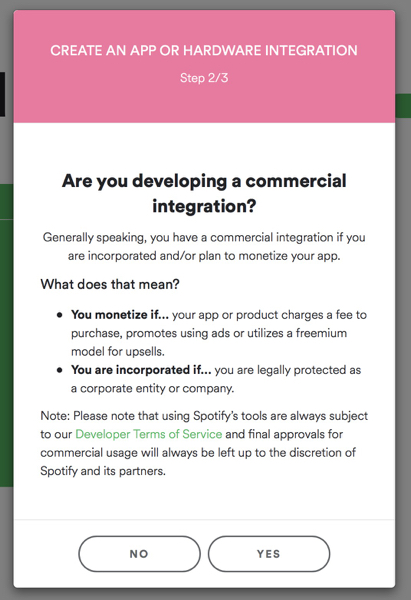 CREATE AN APP OR HARDWARE INTEGRATION
Step 2/3
Are you developing a commercial
integration?
Generally speaking, you have a commercial integration if you
are incorporated and/or plan to monetize your app.
What does that mean?
● You monetize if... your app or product charges a fee to
purchase, promotes using ads or utilizes a freemium
model for upsells.
● You are incorporated if... you are legally protected as
a corporate entity or company.
Note: Please note that using Spotify's tools are always subject
to our Developer Terms of Service and final approvals for
commercial usage will always be left up to the discretion of
Spotify and its partners.
NO
YES